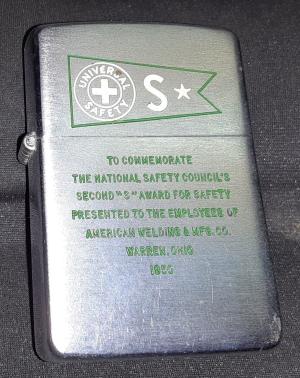 UNIVERSAL
SAFETY
S
TO COMMEMORATE
THE NATIONAL SAFETY COUNCIL'S
SECOND "S" AWARD FOR SAFETY
PRESENTED TO THE EMPLOYEES OF
AMERICAN WELDING & MFG. CO.
WARREN, OHIO